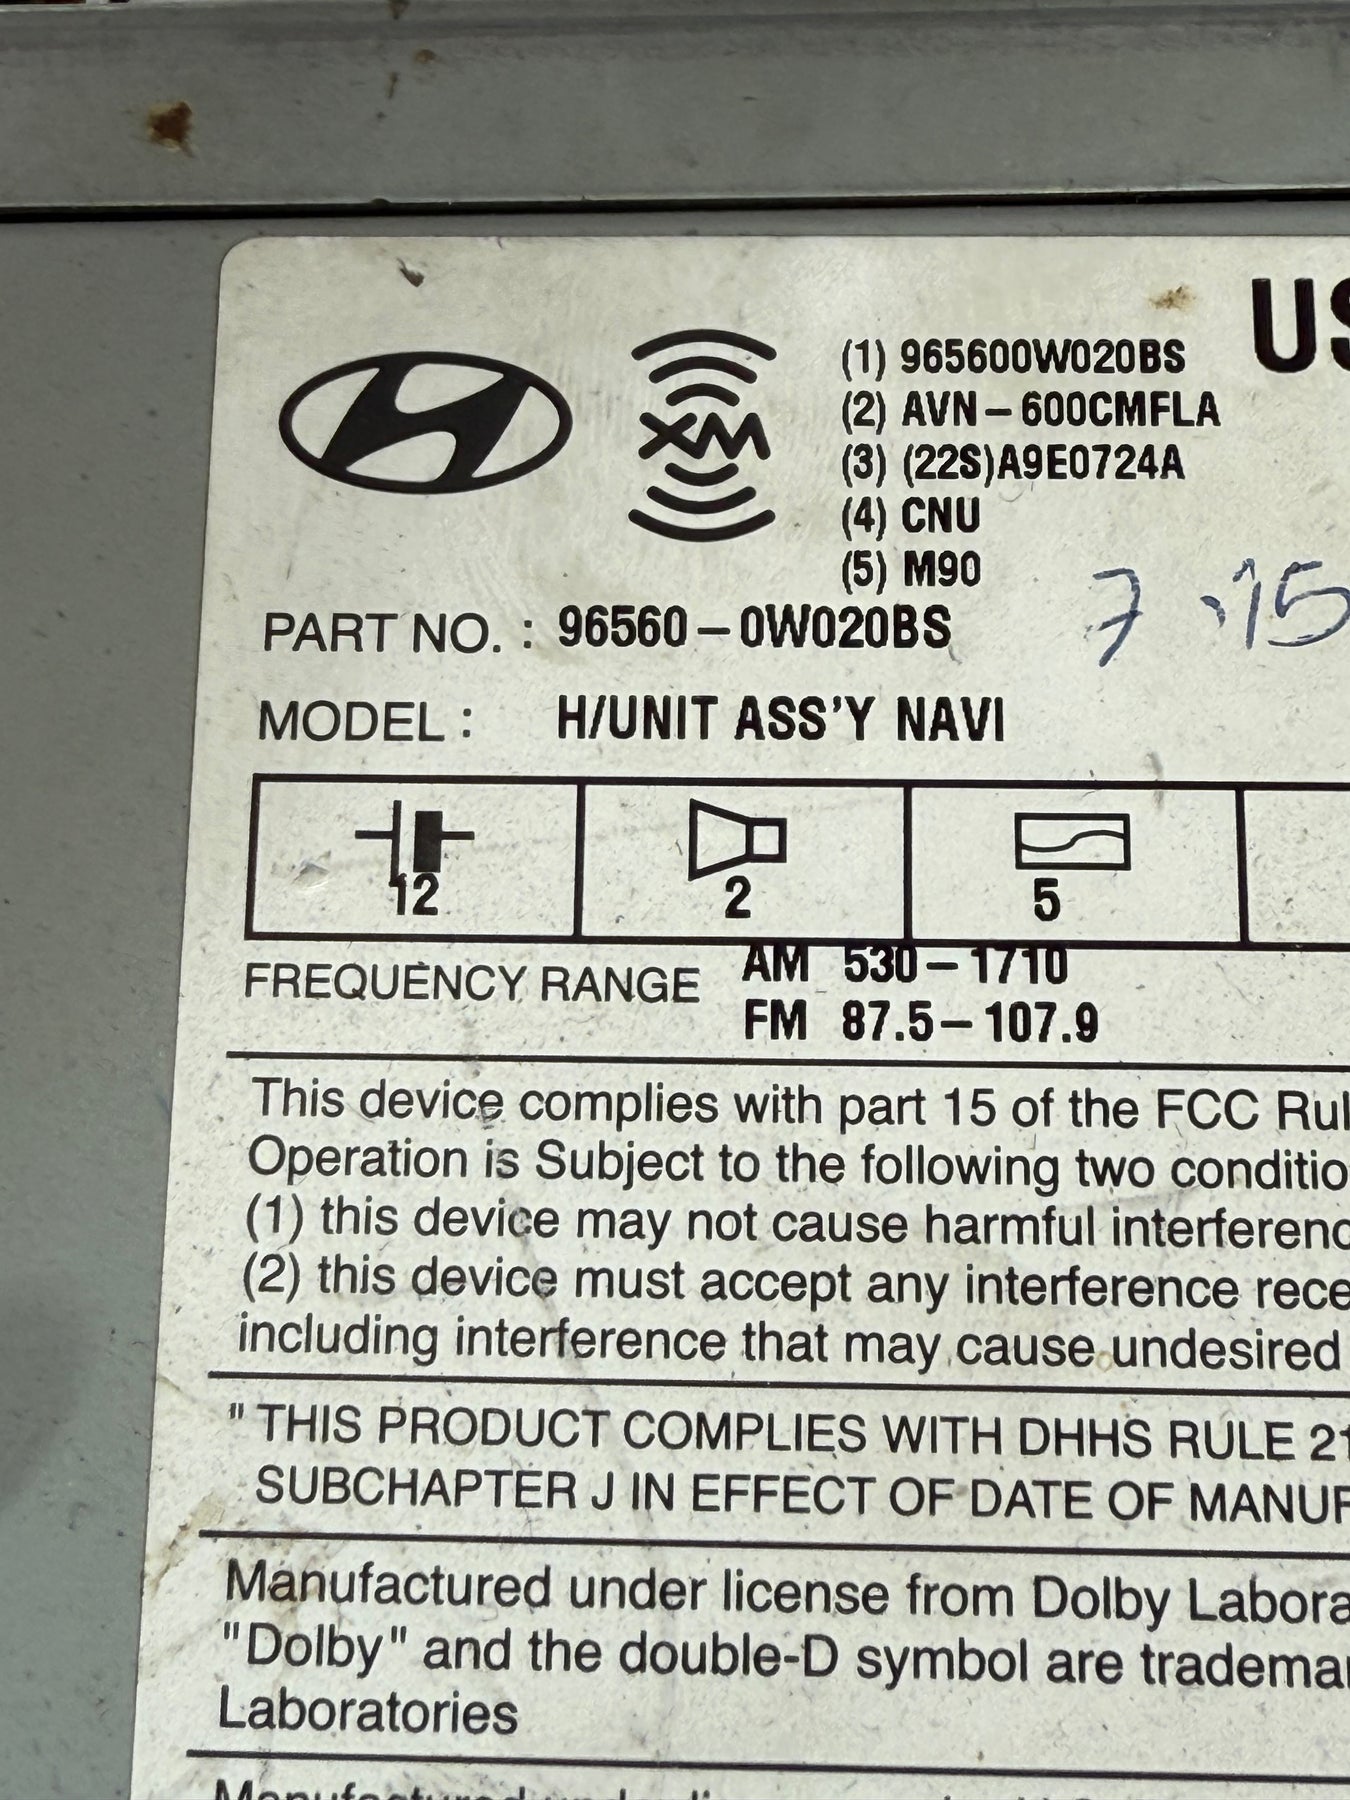 US
XM
(1) 965600W020BS
(2) AVN-600CMFLA
(3) (22S)A9E0724A
(4) CNU
(5) M90
7.15
PART NO. : 96560-0W020BS
MODEL : H/UNIT ASS'Y NAVI
12 2 5
FREQUENCY RANGE AM 530-1710
FM 87.5-107.9
This device complies with part 15 of the FCC Rul
Operation is Subject to the following two conditio
(1) this device may not cause harmful interferenc
(2) this device must accept any interference rece
including interference that may cause undesired
" THIS PRODUCT COMPLIES WITH DHHS RULE 21
SUBCHAPTER J IN EFFECT OF DATE OF MANUF
Manufactured under license from Dolby Labora
"Dolby" and the double-D symbol are trademar
Laboratories
Manufactured under